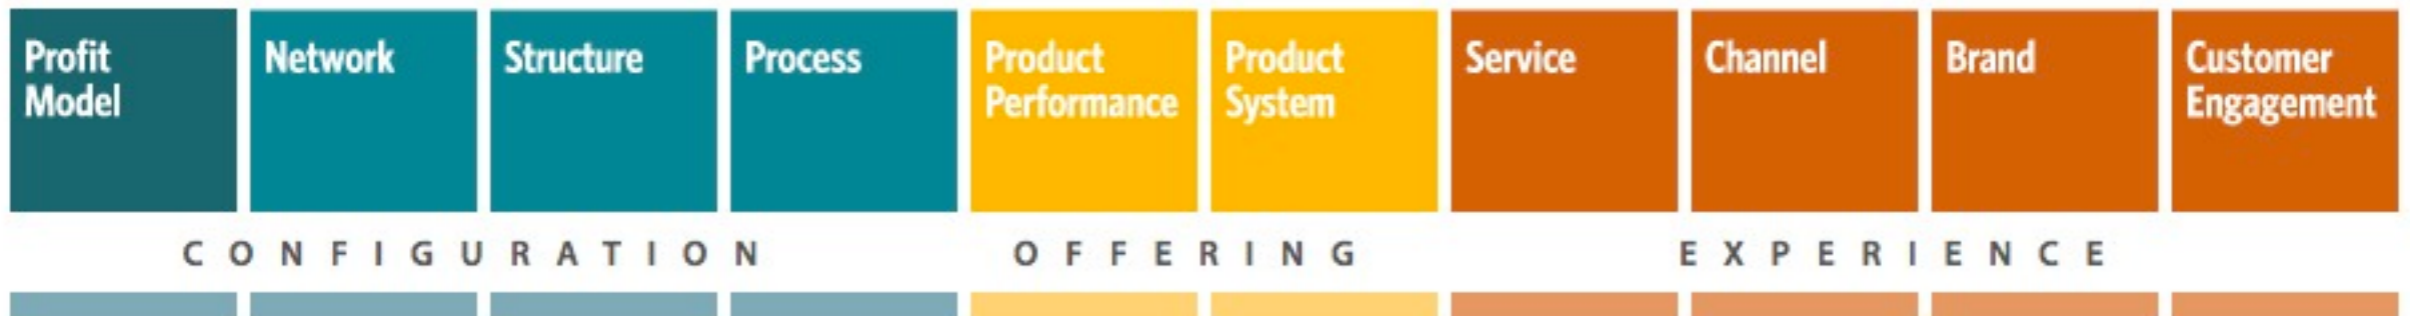 Profit
Model
Network
Structure
Process
Product
Performance
Product
System
Service
Channel
Brand
Customer
Engagement
CONFIGURATION
OFFERING
EXPERIENCE